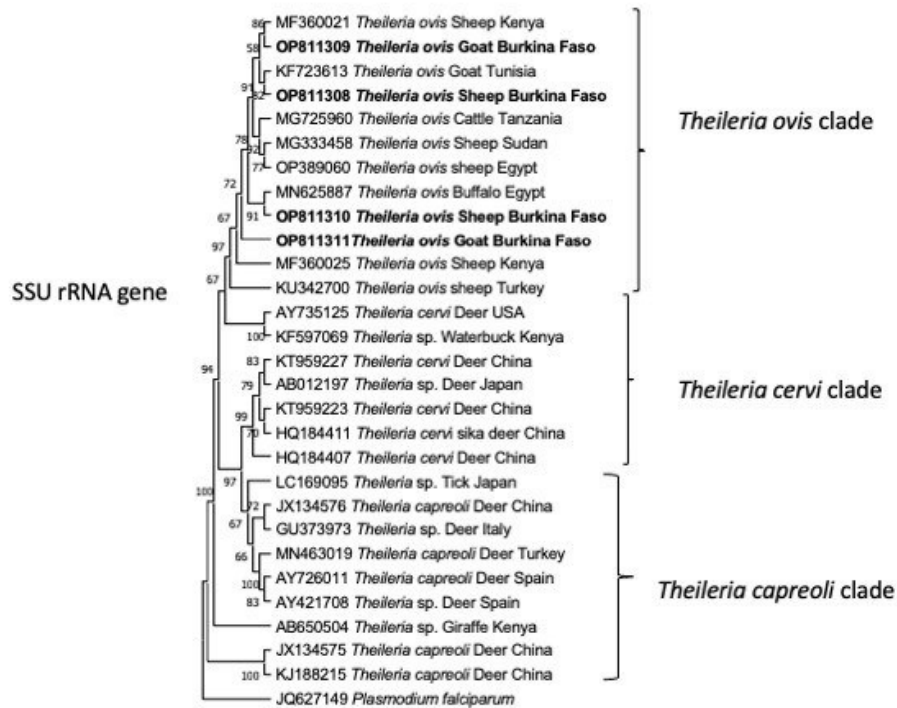 86
MF360021 Theileria ovis Sheep Kenya
58
OP811309 Theileria ovis Goat Burkina Faso
KF723613 Theileria ovis Goat Tunisia
91
OP811308 Theileria ovis Sheep Burkina Faso
MG725960 Theileria ovis Cattle Tanzania
Theileria ovis clade
78
MG333458 Theileria ovis Sheep Sudan
77
OP389060 Theileria ovis sheep Egypt
72
MN625887 Theileria ovis Buffalo Egypt
67
91
OP811310 Theileria ovis Sheep Burkina Faso
OP811311Theileria ovis Goat Burkina Faso
97
MF360025 Theileria ovis Sheep Kenya
67
SSU rRNA gene
KU342700 Theileria ovis sheep Turkey
AY735125 Theileria cervi Deer USA
100
KF597069 Theileria sp. Waterbuck Kenya
83
KT959227 Theileria cervi Deer China
94
79
AB012197 Theileria sp. Deer Japan
Theileria cervi clade
99
KT959223 Theileria cervi Deer China
70
HQ184411 Theileria cervi sika deer China
HQ184407 Theileria cervi Deer China
97
LC169095 Theileria sp. Tick Japan
100
72
JX134576 Theileria capreoli Deer China
67
GU373973 Theileria sp. Deer Italy
66
MN463019 Theileria capreoli Deer Turkey
100
AY726011 Theileria capreoli Deer Spain
Theileria capreoli clade
83
AY421708 Theileria sp. Deer Spain
AB650504 Theileria sp. Giraffe Kenya
JX134575 Theileria capreoli Deer China
100
KJ188215 Theileria capreoli Deer China
JQ627149 Plasmodium falciparum